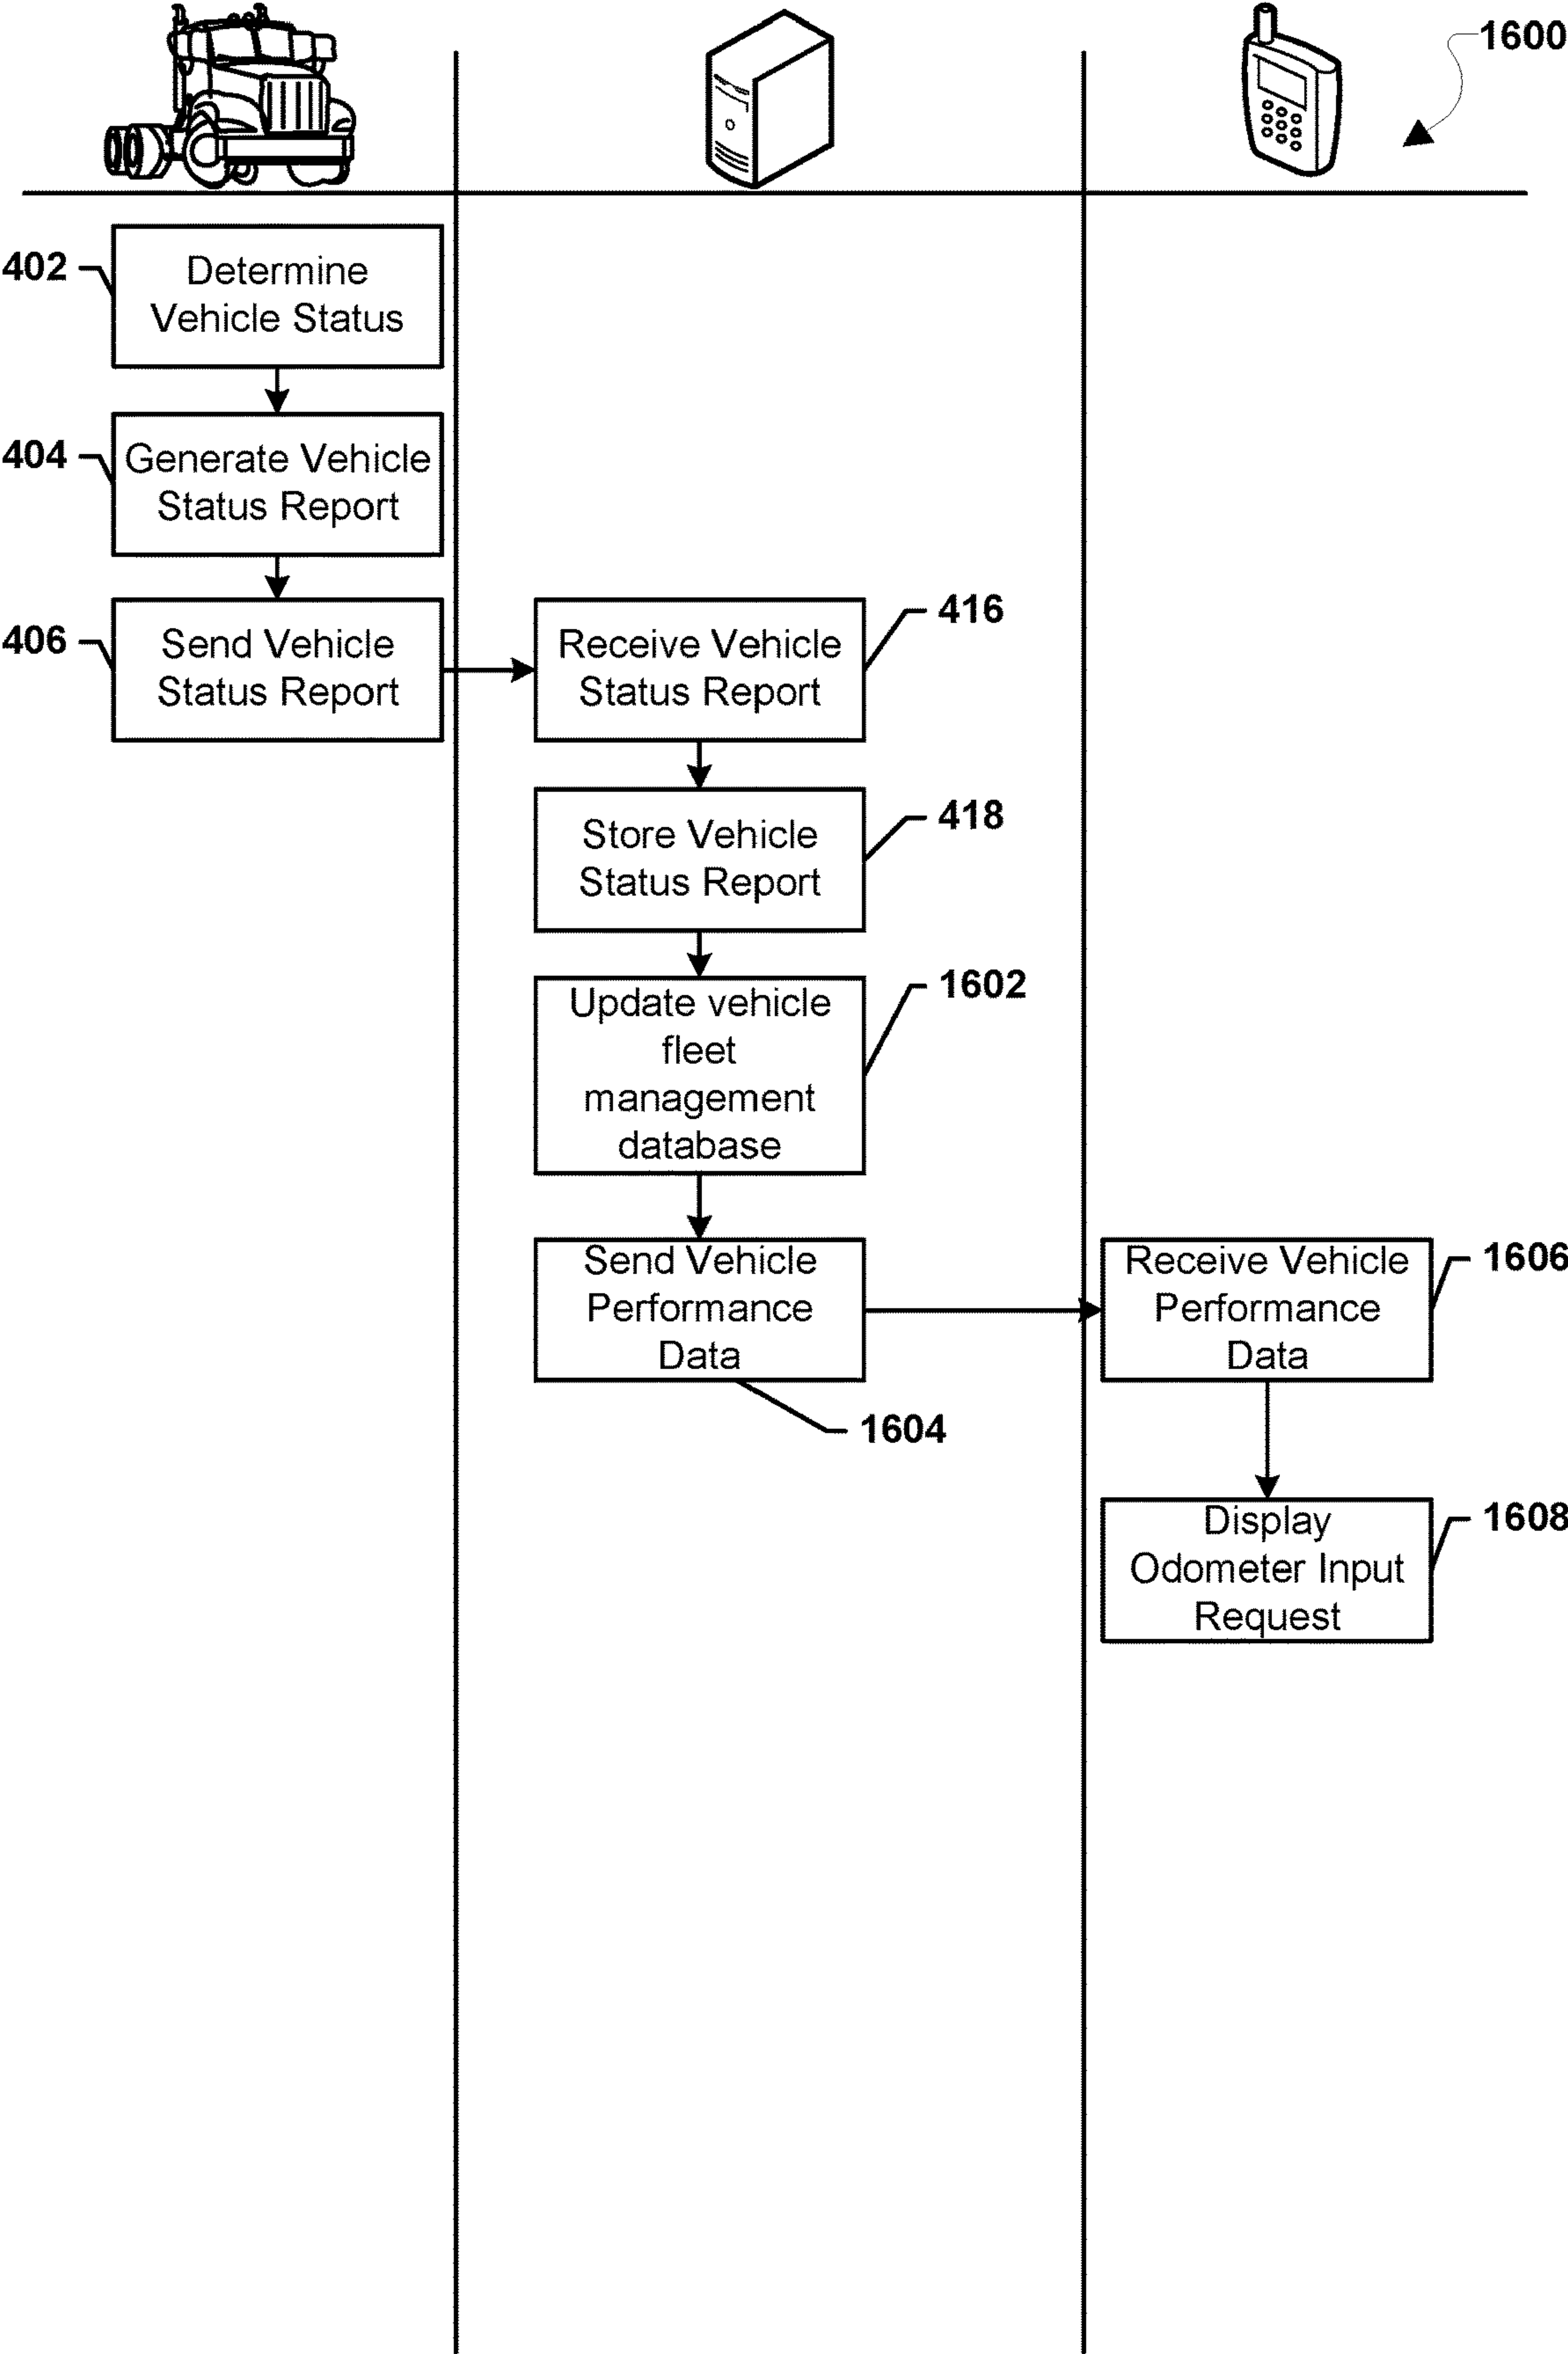 1600
402
Determine
Vehicle Status
404
Generate Vehicle
Status Report
406
Send Vehicle
Status Report
Receive Vehicle
Status Report
416
Store Vehicle
Status Report
418
Update vehicle
fleet
management
database
1602
Send Vehicle
Performance
Data
1604
Receive Vehicle
Performance
Data
1606
Display
Odometer Input
Request
1608